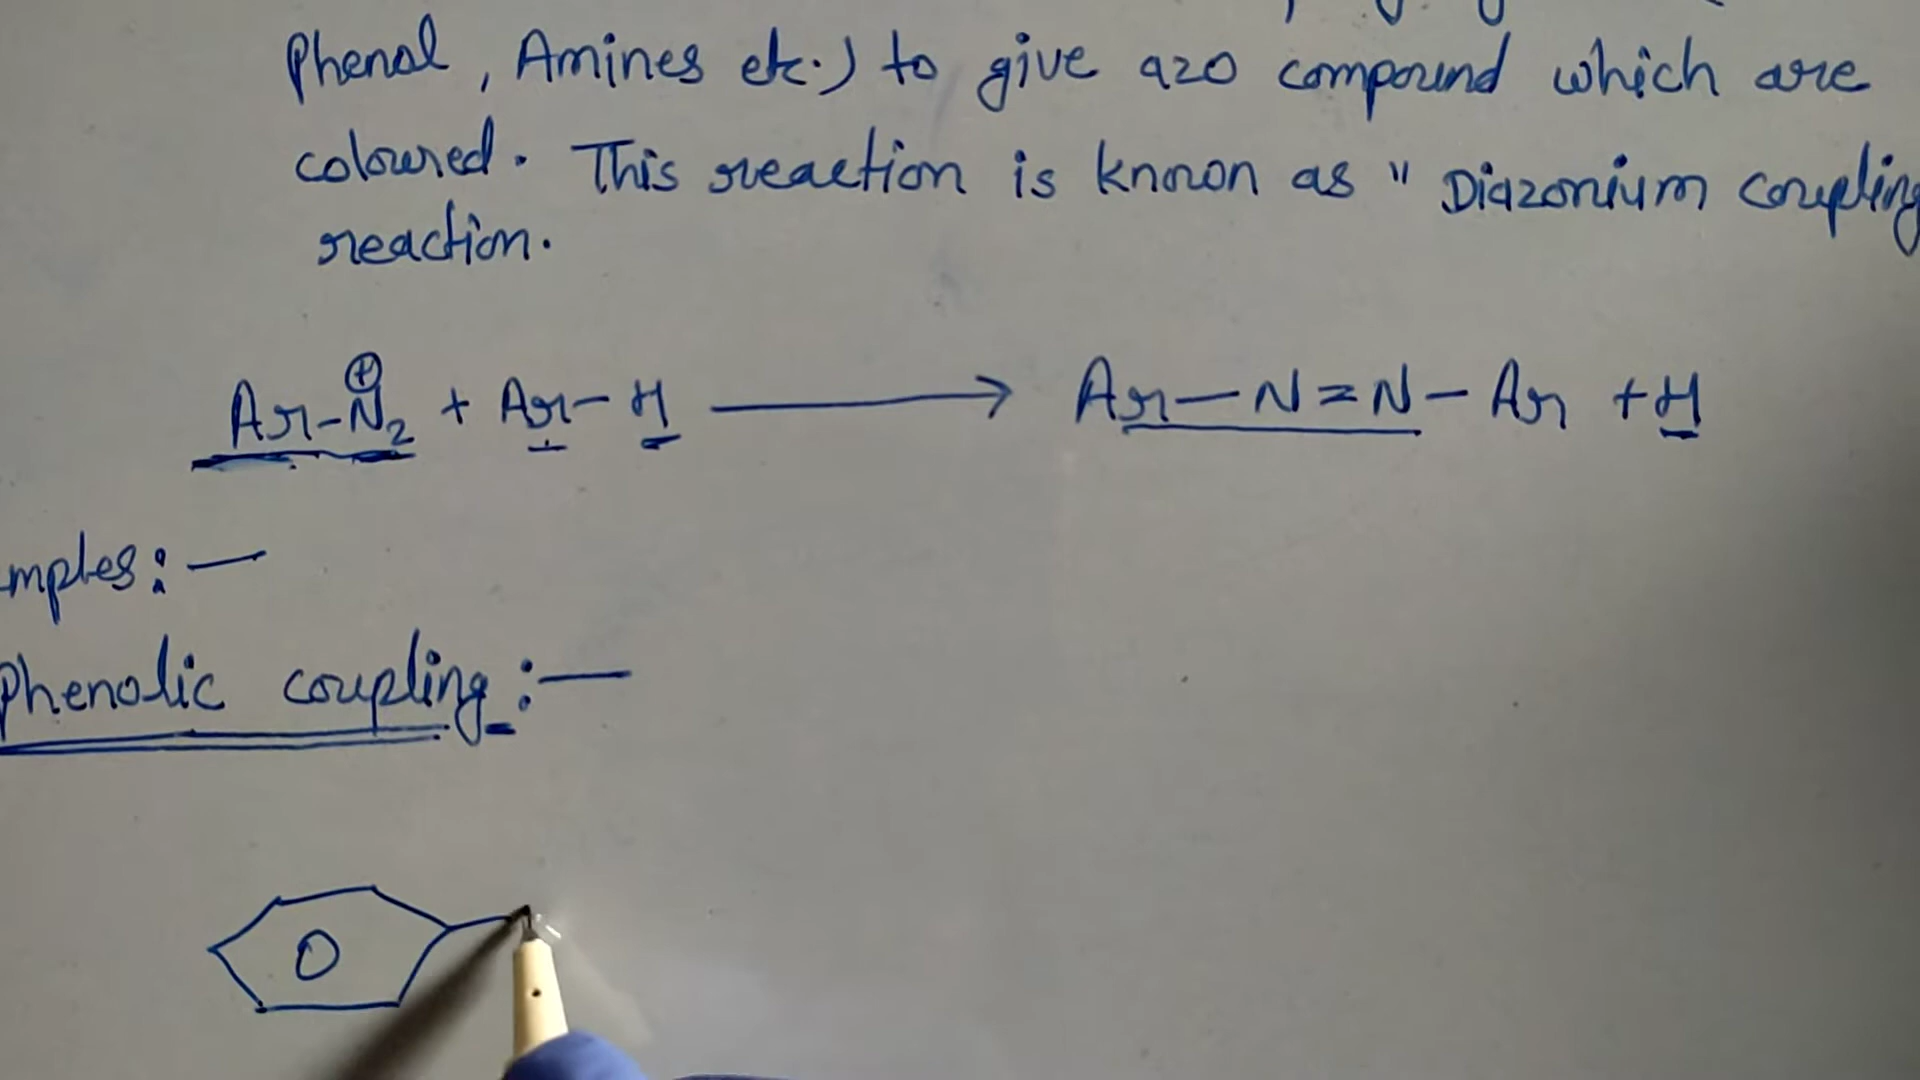 Phenol, Amines etc.) to give azo compound which are
coloured. This reaction is known as " Diazonium coupling
reaction.
Ar-N₂⊕ + Ar-H ⟶ Ar-N=N-Ar + H
mples:-
Phenolic coupling:-